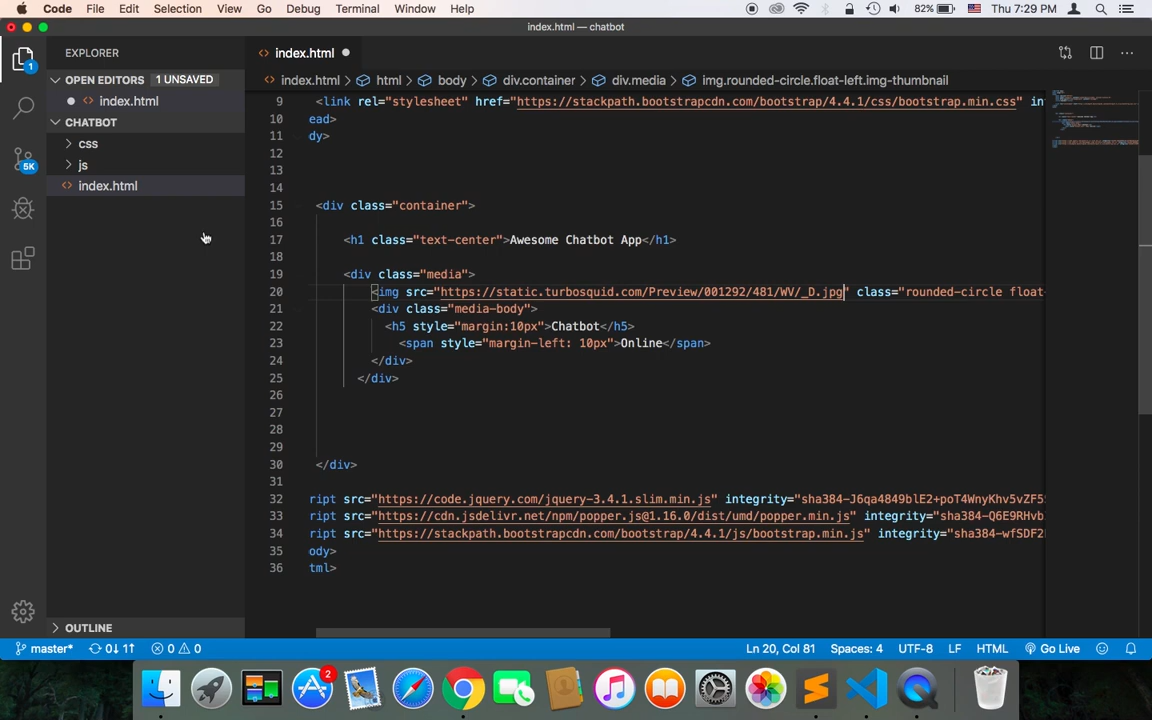 Code File Edit Selection View Go Debug Terminal Window Help 82% Thu 7:29 PM
index.html — chatbot
EXPLORER
index.html
OPEN EDITORS 1 UNSAVED
index.html > html > body > div.container > div.media > img.rounded-circle.float-left.img-thumbnail
index.html
CHATBOT
css
js
index.html
1
5K
9 <link rel="stylesheet" href="https://stackpath.bootstrapcdn.com/bootstrap/4.4.1/css/bootstrap.min.css" in
10 ead>
11 dy>
12
13
14
15 <div class="container">
16
17 <h1 class="text-center">Awesome Chatbot App</h1>
18
19 <div class="media">
20 <img src="https://static.turbosquid.com/Preview/001292/481/WV/_D.jpg" class="rounded-circle float-
21 <div class="media-body">
22 <h5 style="margin:10px">Chatbot</h5>
23 <span style="margin-left: 10px">Online</span>
24 </div>
25 </div>
26
27
28
29
30 </div>
31
32 ript src="https://code.jquery.com/jquery-3.4.1.slim.min.js" integrity="sha384-J6qa4849blE2+poT4WnyKhv5vZF5
33 ript src="https://cdn.jsdelivr.net/npm/popper.js@1.16.0/dist/umd/popper.min.js" integrity="sha384-Q6E9RHvb
34 ript src="https://stackpath.bootstrapcdn.com/bootstrap/4.4.1/js/bootstrap.min.js" integrity="sha384-wfSDF2
35 ody>
36 tml>
OUTLINE
master* 0↓ 1↑ 0 0 Ln 20, Col 81 Spaces: 4 UTF-8 LF HTML Go Live
2